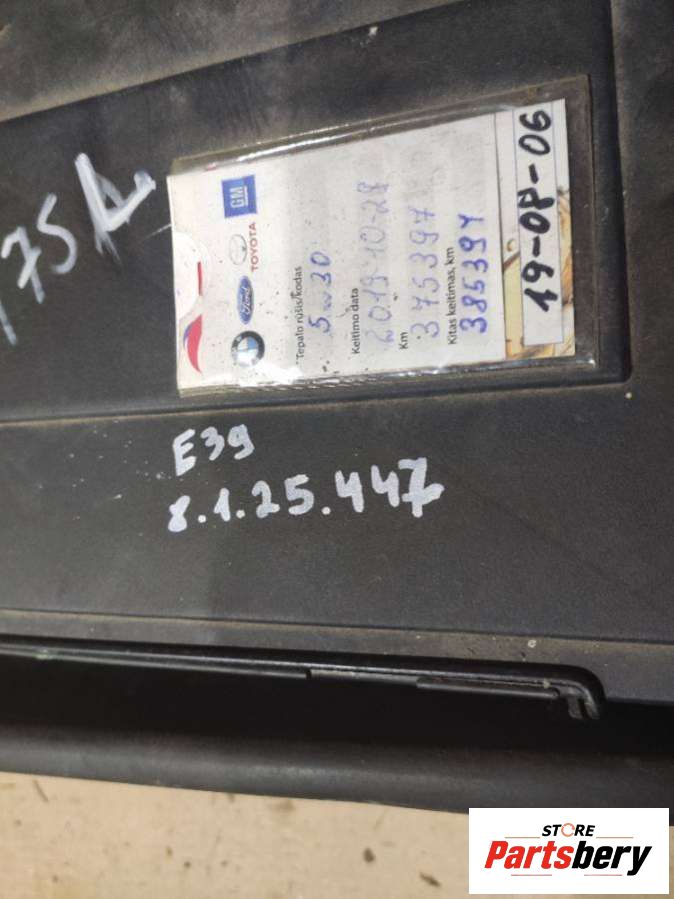 175A
GM
TOYOTA
Ford
Tepalo rūšis/kodas
5w30
Keitimo data
2019-10-28
Km
375397
Kitas keitimas, km
385397
19-08-06
E39
8.1.25.447
STORE
Partsbery